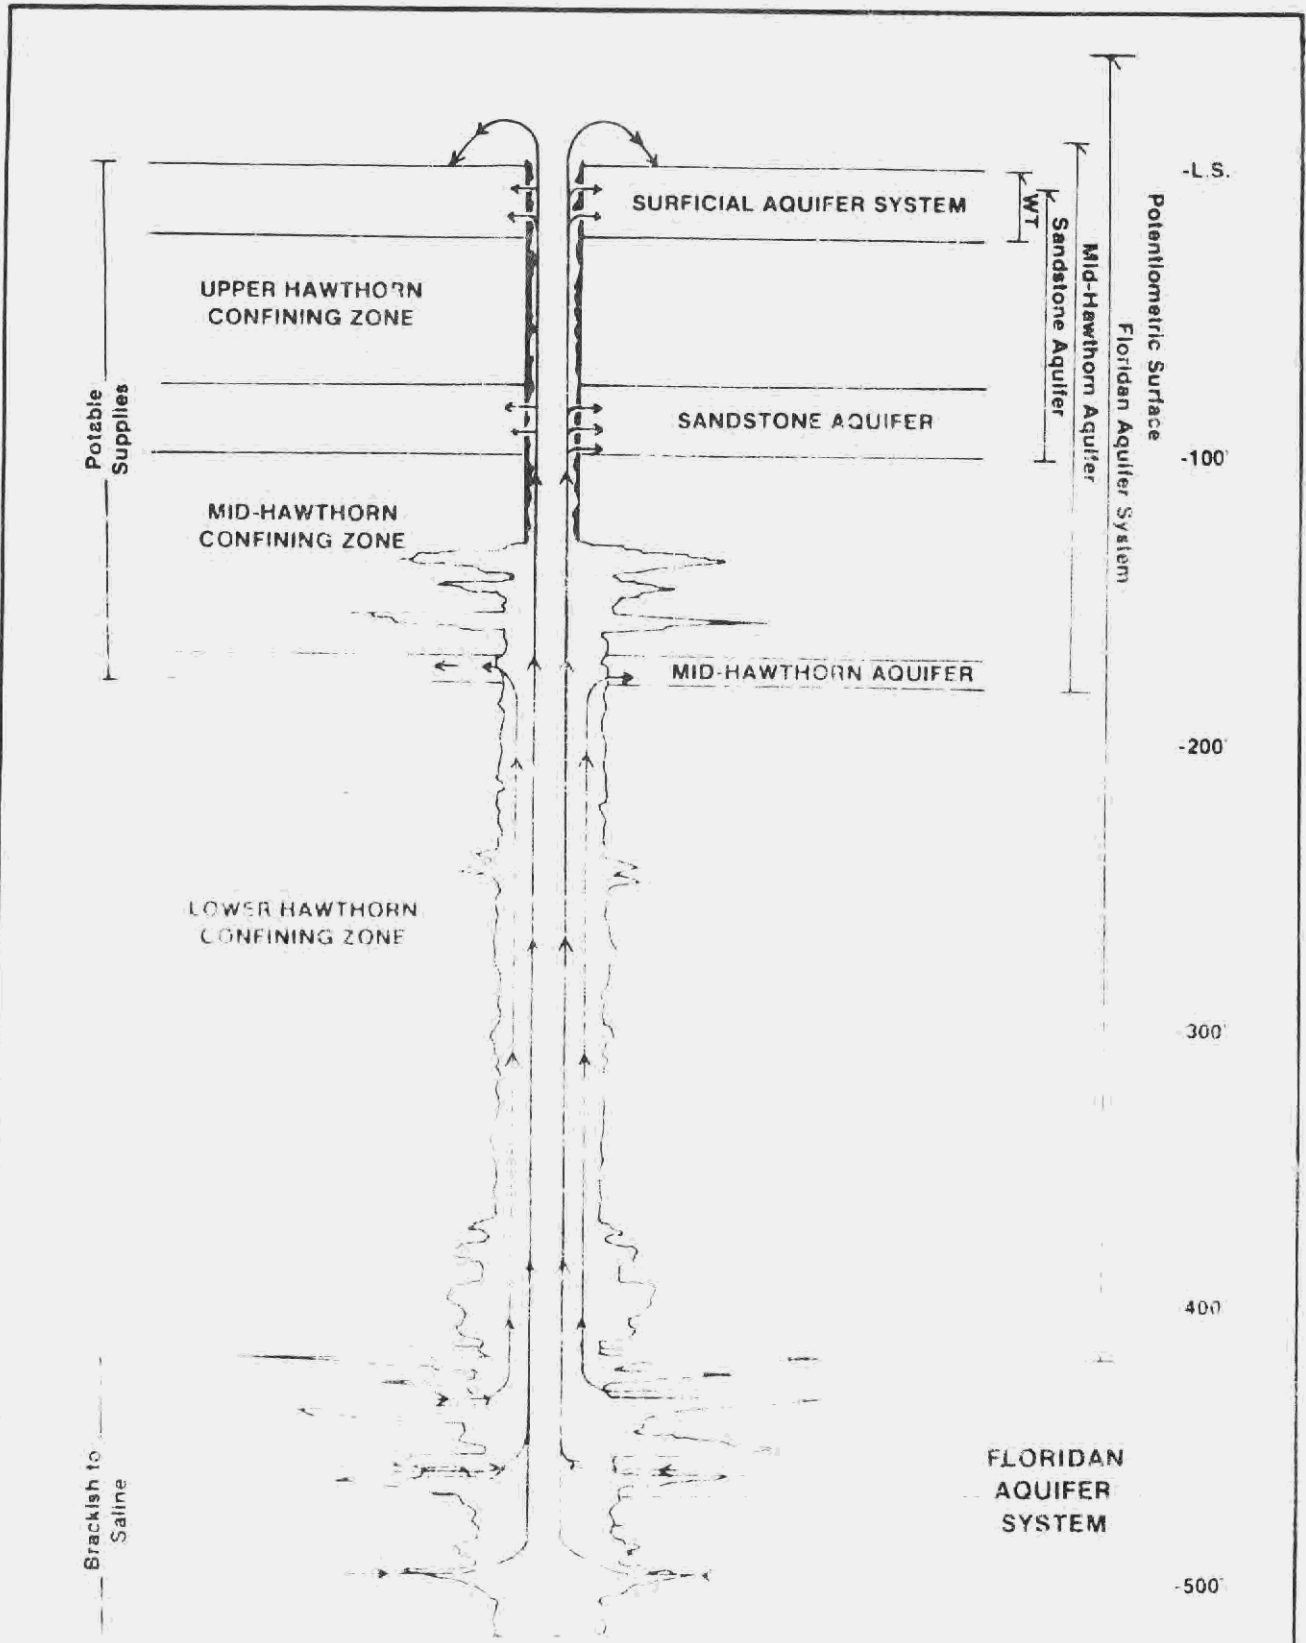 -L.S.
SURFICIAL AQUIFER SYSTEM
WT
Sandstone Aquifer
Mid-Hawthorn Aquifer
Floridan Aquifer System
Potentiometric Surface
UPPER HAWTHORN
CONFINING ZONE
Potable
Supplies
SANDSTONE AQUIFER
-100'
MID-HAWTHORN
CONFINING ZONE
MID-HAWTHORN AQUIFER
-200'
LOWER HAWTHORN
CONFINING ZONE
300'
400'
Brackish to
Saline
FLORIDAN
AQUIFER
SYSTEM
-500'